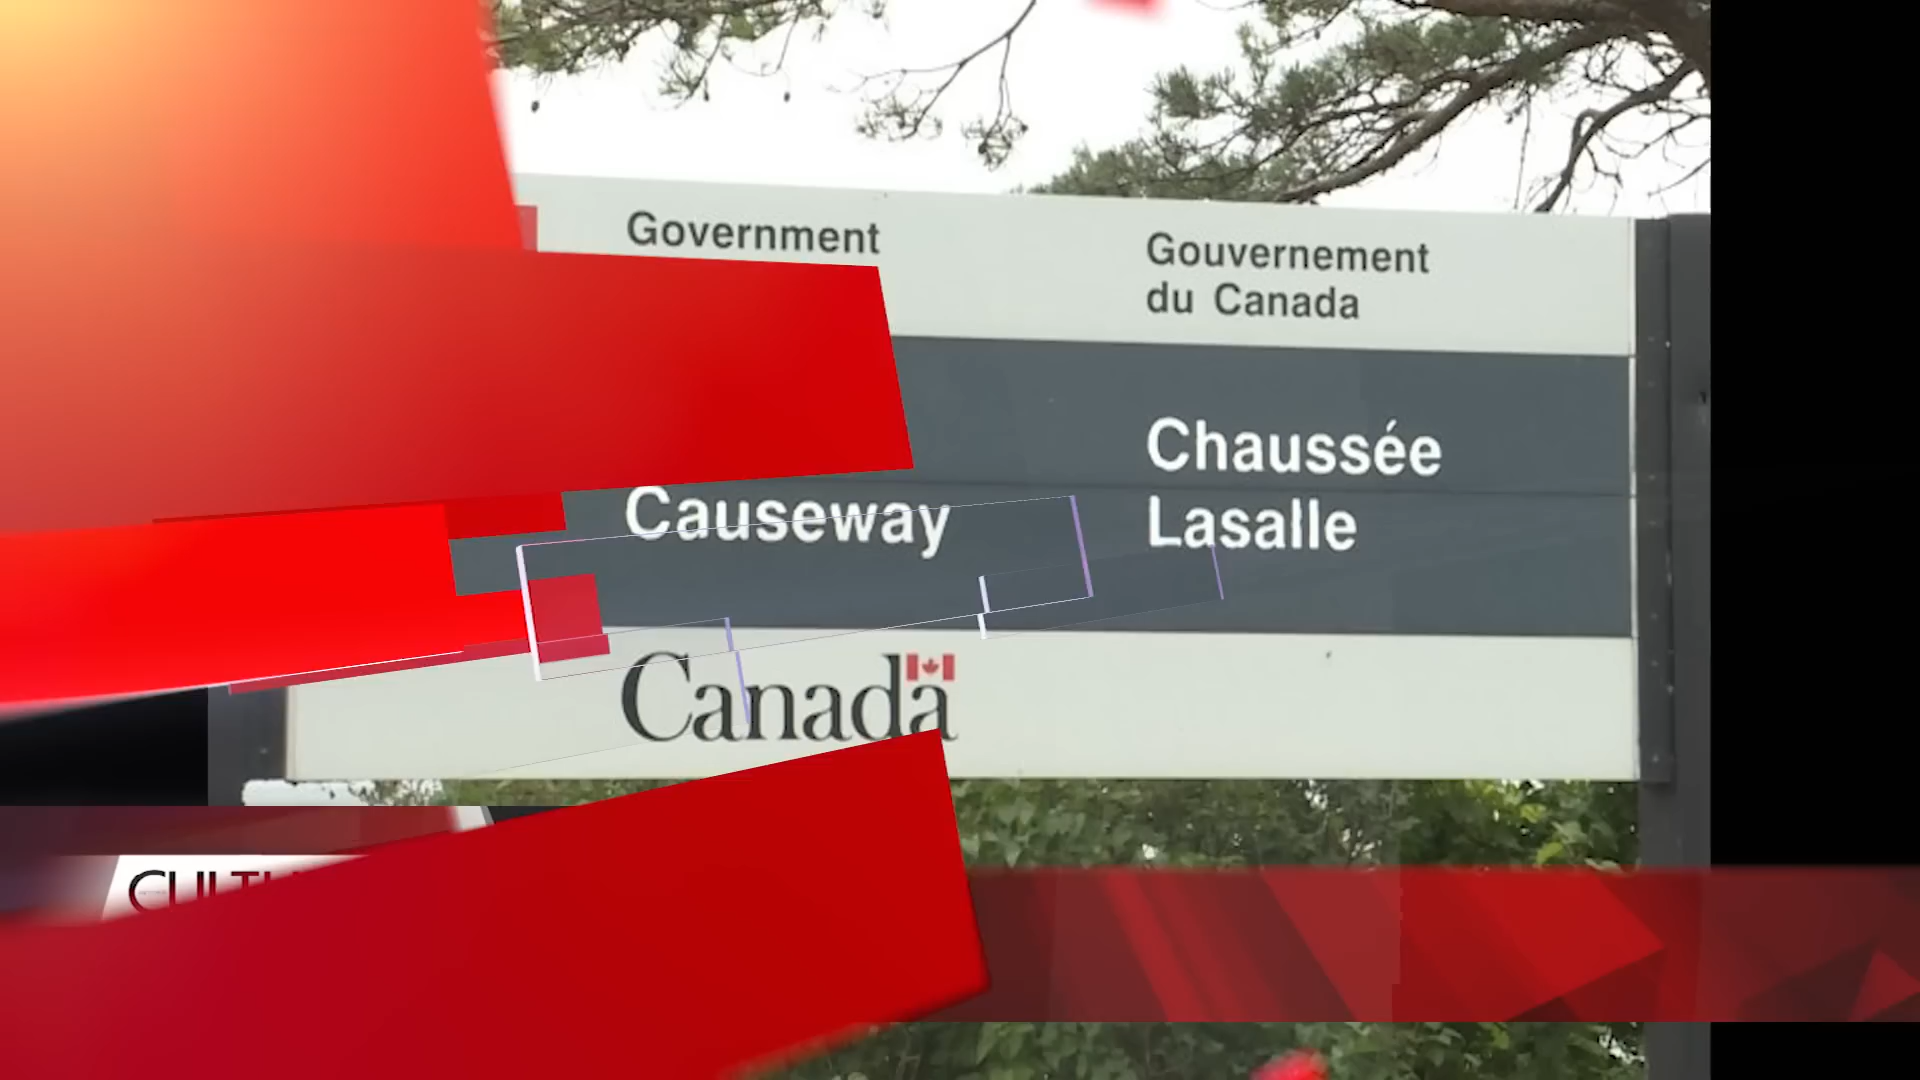 Government
Gouvernement
du Canada
Causeway
Chaussée
Lasalle
Canada